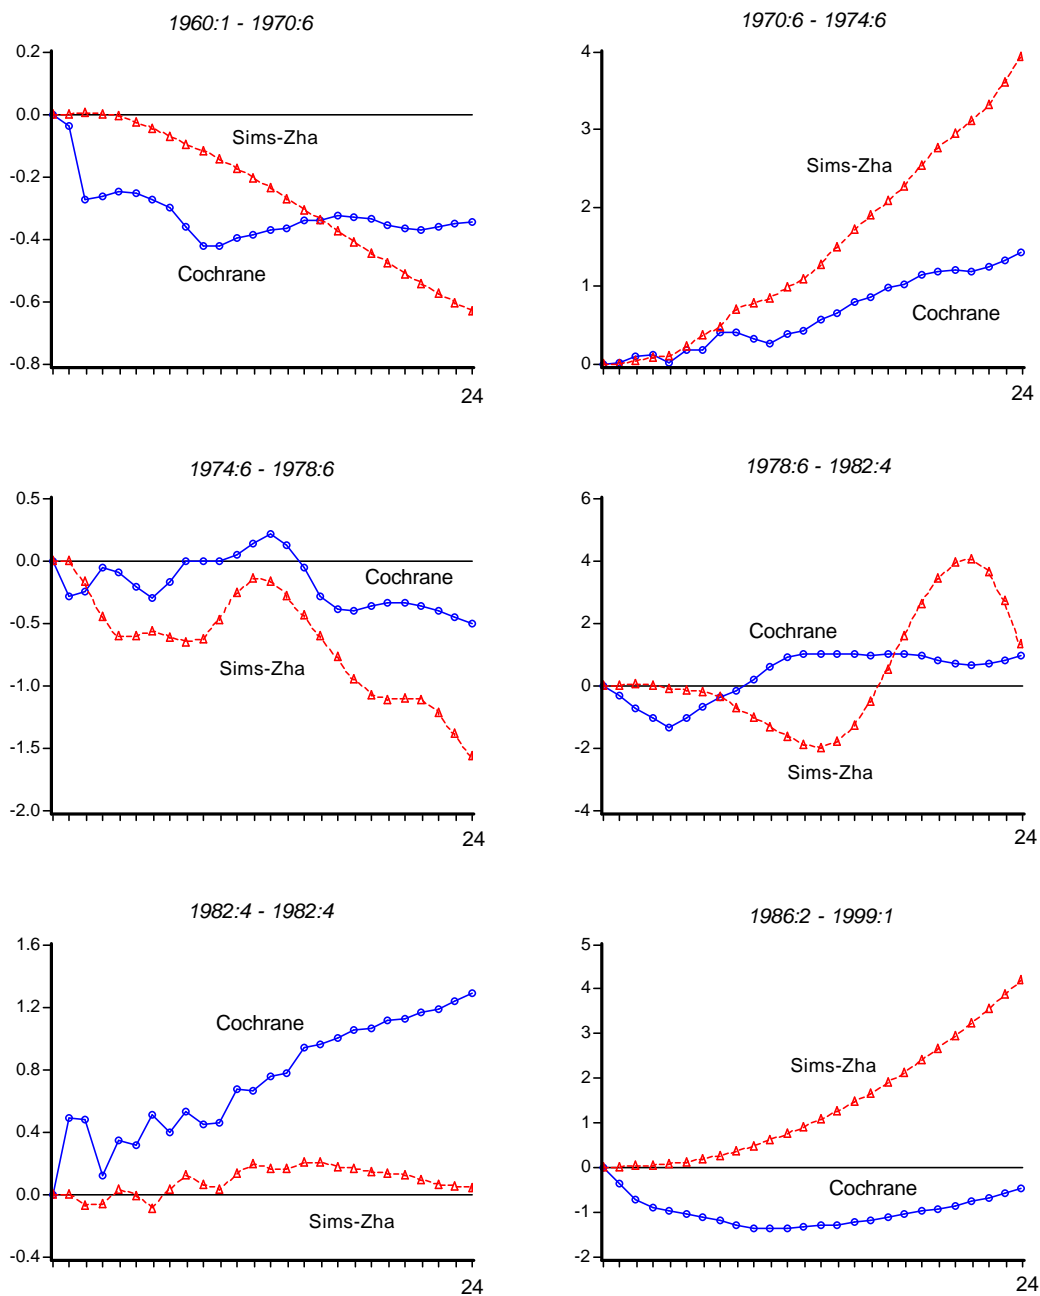 1960:1 - 1970:6
0.2
0.0
-0.2
-0.4
-0.6
-0.8
Sims-Zha
Cochrane
24
1970:6 - 1974:6
4
3
2
1
0
Sims-Zha
Cochrane
24
1974:6 - 1978:6
0.5
0.0
-0.5
-1.0
-1.5
-2.0
Cochrane
Sims-Zha
24
1978:6 - 1982:4
6
4
2
0
-2
-4
Cochrane
Sims-Zha
24
1982:4 - 1982:4
1.6
1.2
0.8
0.4
0.0
-0.4
Cochrane
Sims-Zha
24
1986:2 - 1999:1
5
4
3
2
1
0
-1
-2
Sims-Zha
Cochrane
24